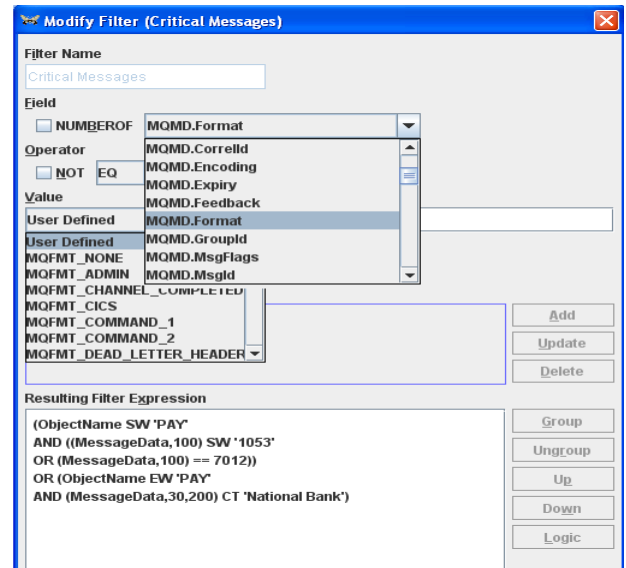 Modify Filter (Critical Messages)
Filter Name
Critical Messages
Field
NUMBEROF MQMD.Format
Operator
NOT EQ
MQMD.CorrelId
MQMD.Encoding
MQMD.Expiry
MQMD.Feedback
MQMD.Format
MQMD.GroupId
MQMD.MsgFlags
MQMD.MsgId
Value
User Defined
User Defined
MQFMT_NONE
MQFMT_ADMIN
MQFMT_CHANNEL_COMPLETED
MQFMT_CICS
MQFMT_COMMAND_1
MQFMT_COMMAND_2
MQFMT_DEAD_LETTER_HEADER
Add
Update
Delete
Resulting Filter Expression
(ObjectName SW 'PAY'
AND ((MessageData,100) SW '1053'
OR (MessageData,100) == 7012))
OR (ObjectName EW 'PAY'
AND (MessageData,30,200) CT 'National Bank')
Group
Ungroup
Up
Down
Logic